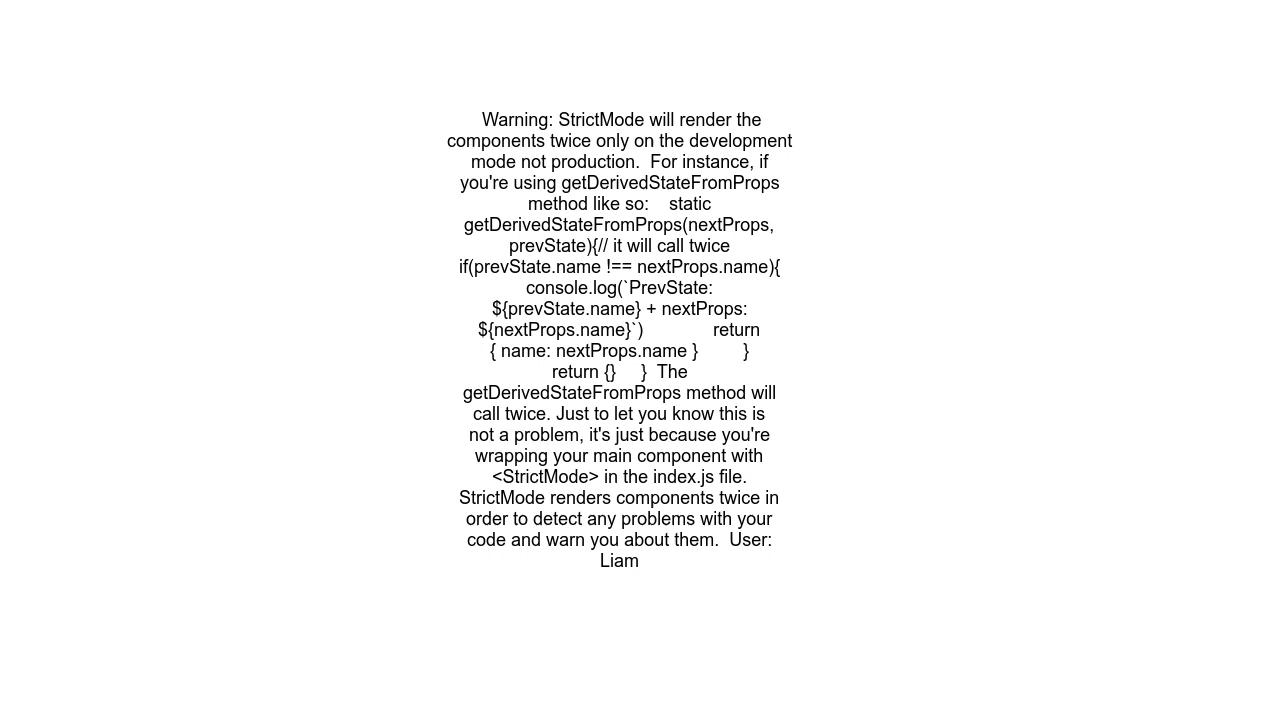 Warning: StrictMode will render the
components twice only on the development
mode not production.  For instance, if
you're using getDerivedStateFromProps
method like so:    static
getDerivedStateFromProps(nextProps,
prevState){// it will call twice
if(prevState.name !== nextProps.name){
console.log(`PrevState:
${prevState.name} + nextProps:
${nextProps.name}`)              return
{ name: nextProps.name }         }
return {}     }  The
getDerivedStateFromProps method will
call twice. Just to let you know this is
not a problem, it's just because you're
wrapping your main component with
<StrictMode> in the index.js file.
StrictMode renders components twice in
order to detect any problems with your
code and warn you about them.  User:
Liam